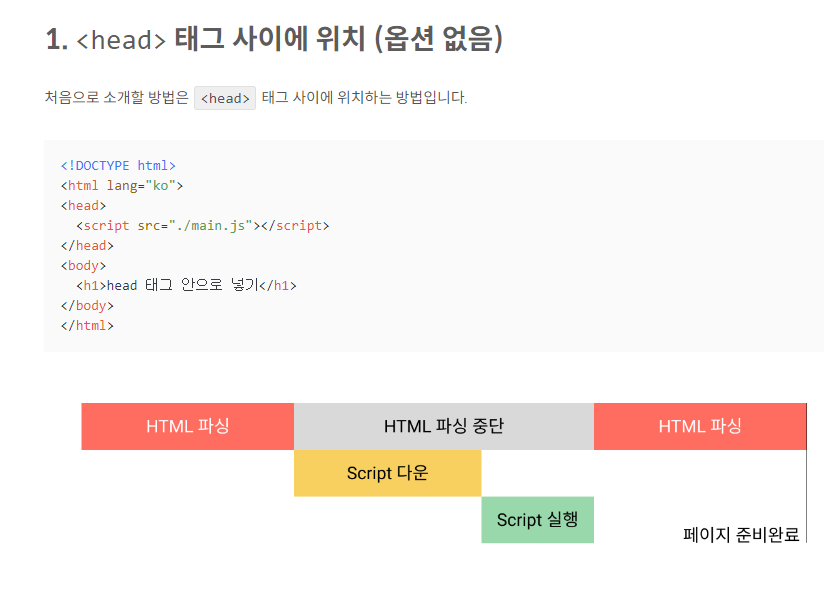 1. <head> 태그 사이에 위치 (옵션 없음)
처음으로 소개할 방법은 <head> 태그 사이에 위치하는 방법입니다.
<!DOCTYPE html>
<html lang="ko">
<head>
  <script src="./main.js"></script>
</head>
<body>
  <h1>head 태그 안으로 넣기</h1>
</body>
</html>
HTML 파싱
HTML 파싱 중단
HTML 파싱
Script 다운
Script 실행
페이지 준비완료